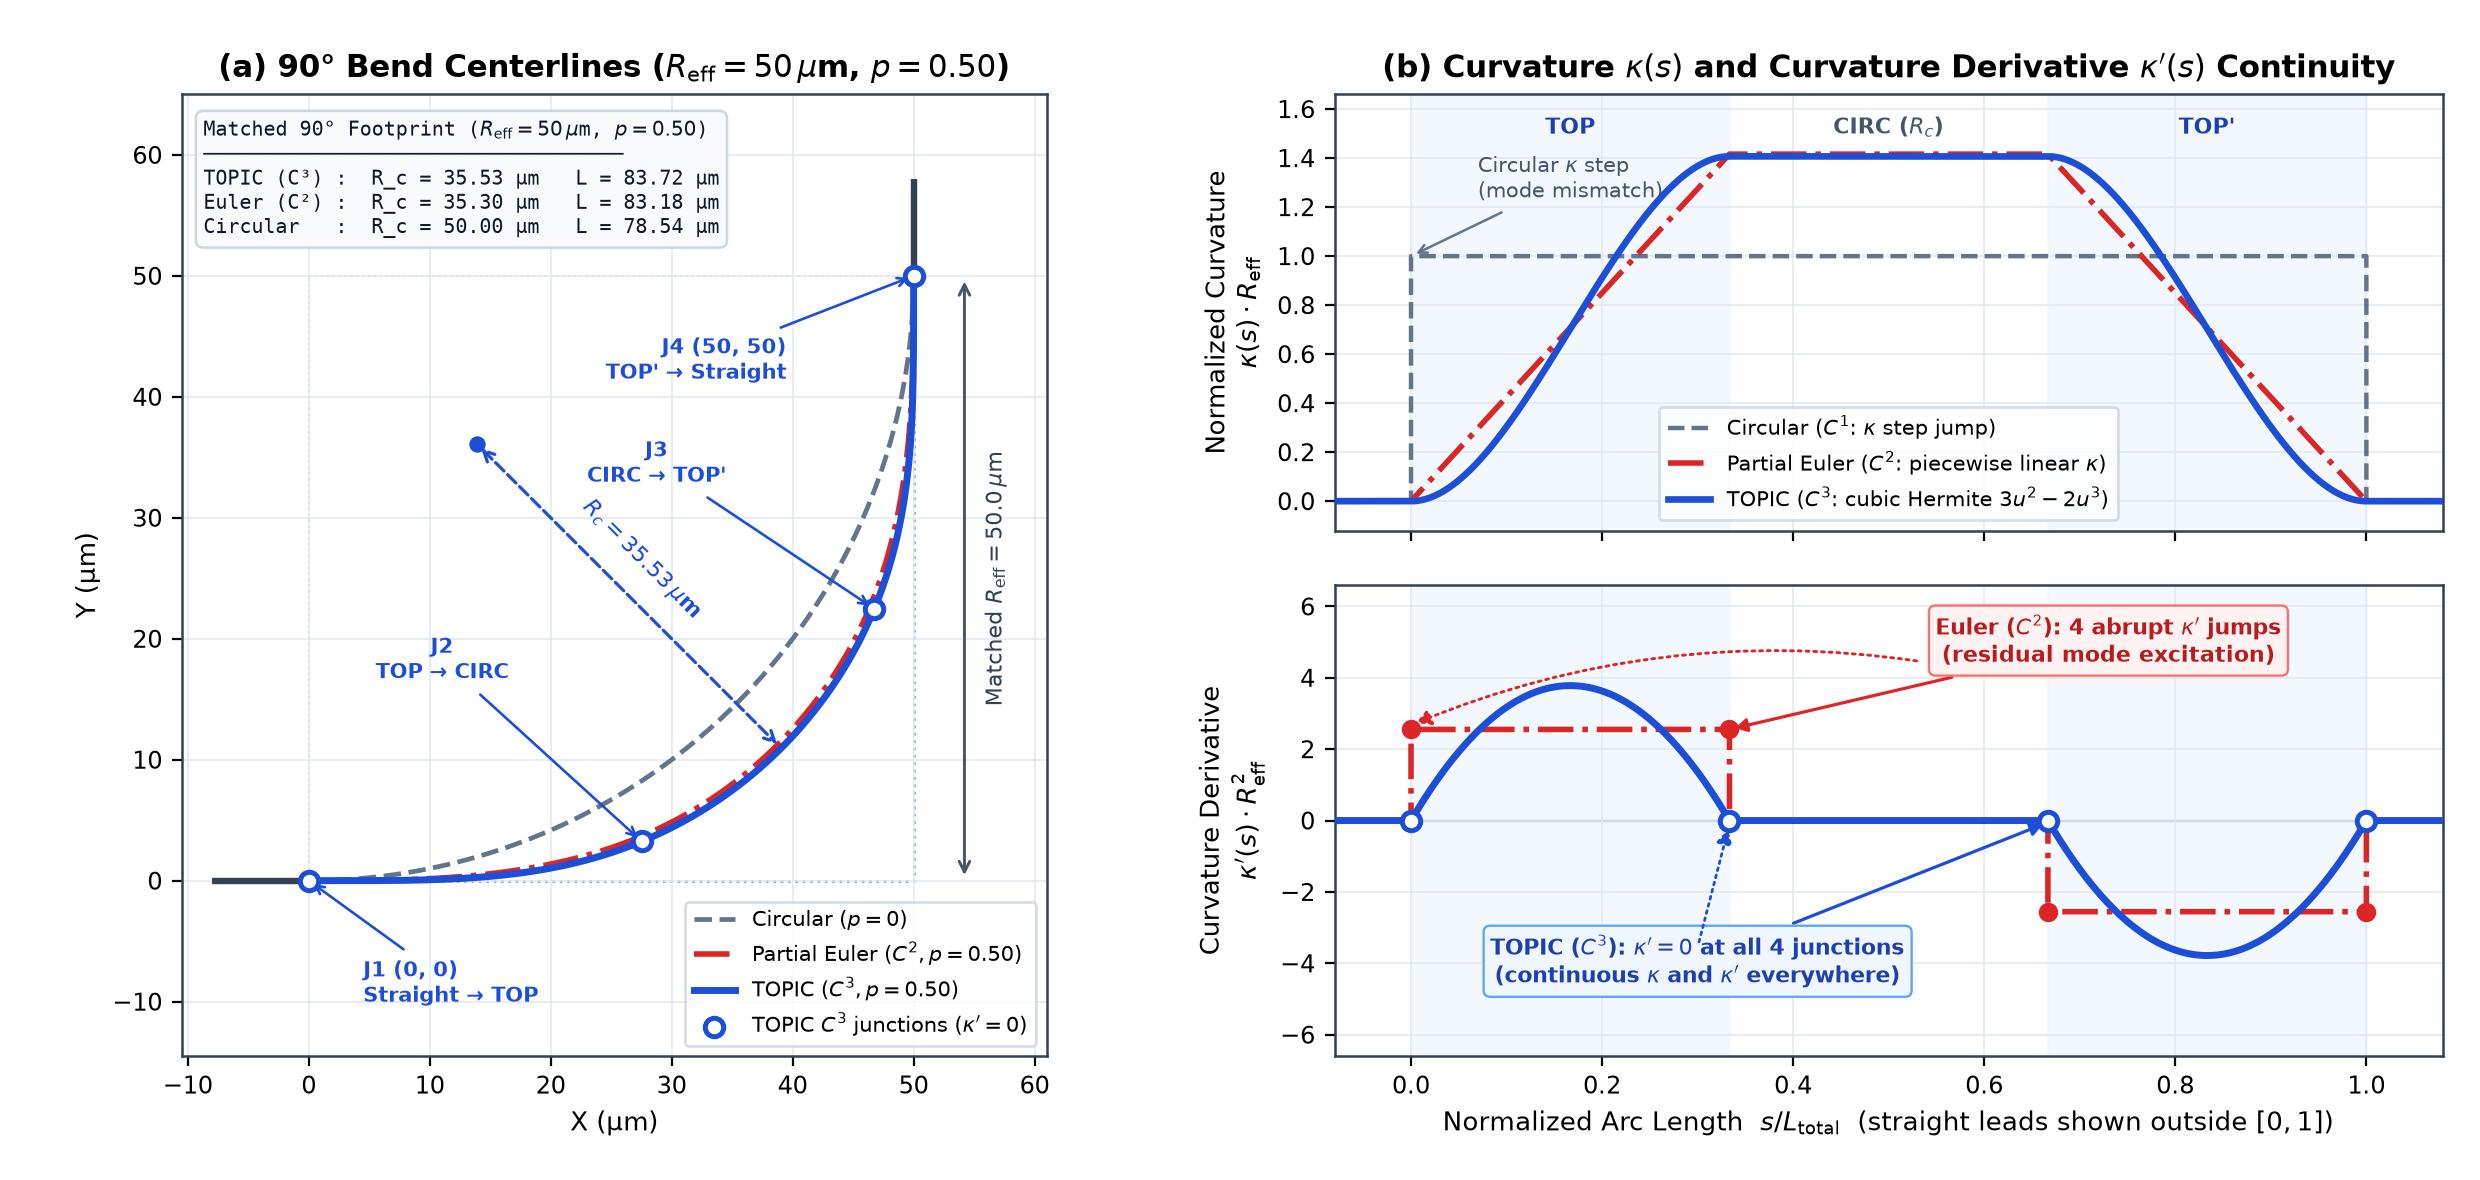 (a) 90° Bend Centerlines (R_eff = 50 μm, p = 0.50)
Matched 90° Footprint (R_eff = 50 μm, p = 0.50)
TOPIC (C³) :  R_c = 35.53 μm   L = 83.72 μm
Euler (C²) :  R_c = 35.30 μm   L = 83.18 μm
Circular   :  R_c = 50.00 μm   L = 78.54 μm
J4 (50, 50)
TOP' → Straight
J3
CIRC → TOP'
R_c = 35.53 μm
Matched R_eff = 50.0 μm
J2
TOP → CIRC
J1 (0, 0)
Straight → TOP
Circular (p = 0)
Partial Euler (C², p = 0.50)
TOPIC (C³, p = 0.50)
TOPIC C³ junctions (κ′ = 0)
60
50
40
30
20
10
0
−10
Y (μm)
−10 0 10 20 30 40 50 60
X (μm)
(b) Curvature κ(s) and Curvature Derivative κ′(s) Continuity
TOP
CIRC (R_c)
TOP'
Circular κ step
(mode mismatch)
Circular (C¹: κ step jump)
Partial Euler (C²: piecewise linear κ)
TOPIC (C³: cubic Hermite 3u² − 2u³)
1.6
1.4
1.2
1.0
0.8
0.6
0.4
0.2
0.0
Normalized Curvature
κ(s) · R_eff
Euler (C²): 4 abrupt κ′ jumps
(residual mode excitation)
TOPIC (C³): κ′ = 0 at all 4 junctions
(continuous κ and κ′ everywhere)
6
4
2
0
−2
−4
−6
Curvature Derivative
κ′(s) · R²_eff
0.0 0.2 0.4 0.6 0.8 1.0
Normalized Arc Length  s/L_total  (straight leads shown outside [0, 1])